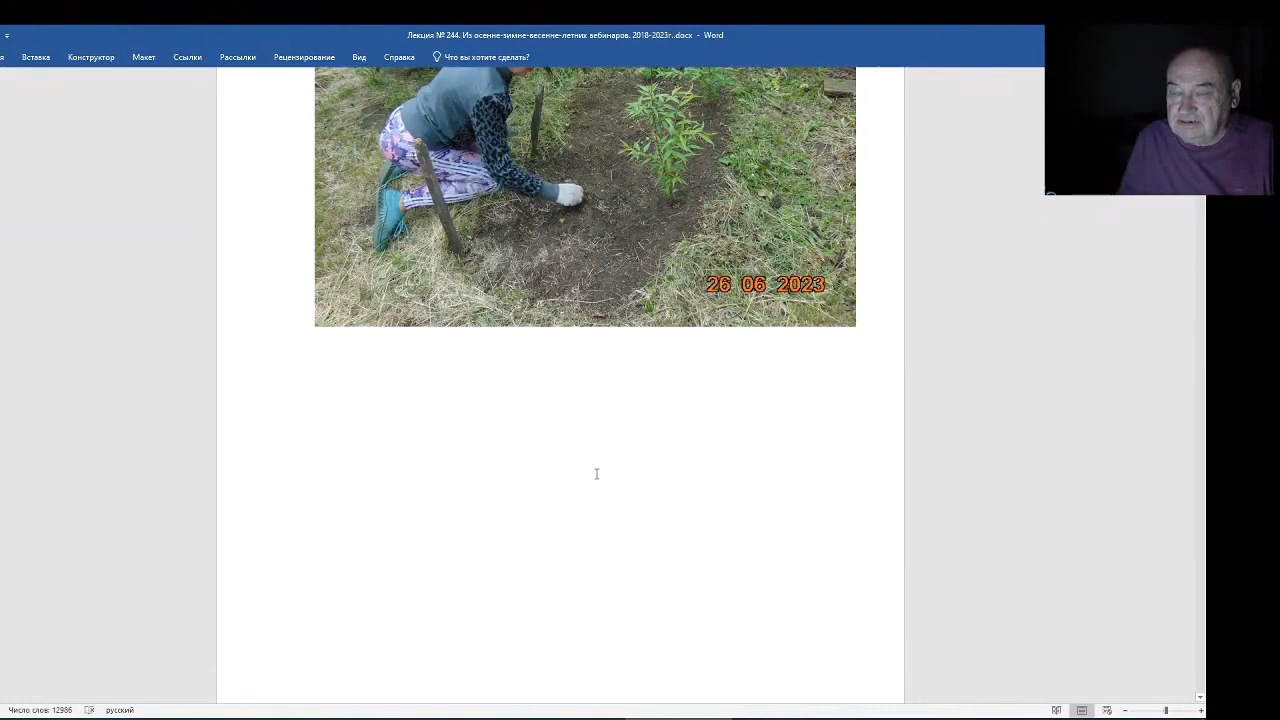 Лекция № 244. Из осенне-зимне-весенне-летних вебинаров. 2018-2023г..docx - Word
Вставка Конструктор Макет Ссылки Рассылки Рецензирование Вид Справка Что вы хотите сделать?
26 06 2023
Число слов: 12986 русский